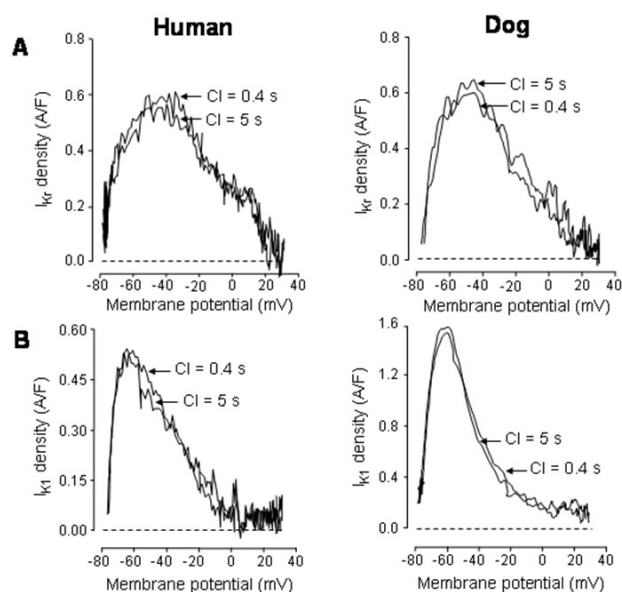 Human
Dog
A
0.8
0.6
0.4
0.2
0.0
IKr density (A/F)
CI = 0.4 s
CI = 5 s
-80 -60 -40 -20 0 20 40
Membrane potential (mV)
0.8
0.6
0.4
0.2
0.0
IKr density (A/F)
CI = 5 s
CI = 0.4 s
-80 -60 -40 -20 0 20 40
Membrane potential (mV)
B
0.60
0.45
0.30
0.15
0.00
IK1 density (A/F)
CI = 0.4 s
CI = 5 s
-80 -60 -40 -20 0 20 40
Membrane potential (mV)
1.6
1.2
0.8
0.4
0.0
IK1 density (A/F)
CI = 5 s
CI = 0.4 s
-80 -60 -40 -20 0 20 40
Membrane potential (mV)